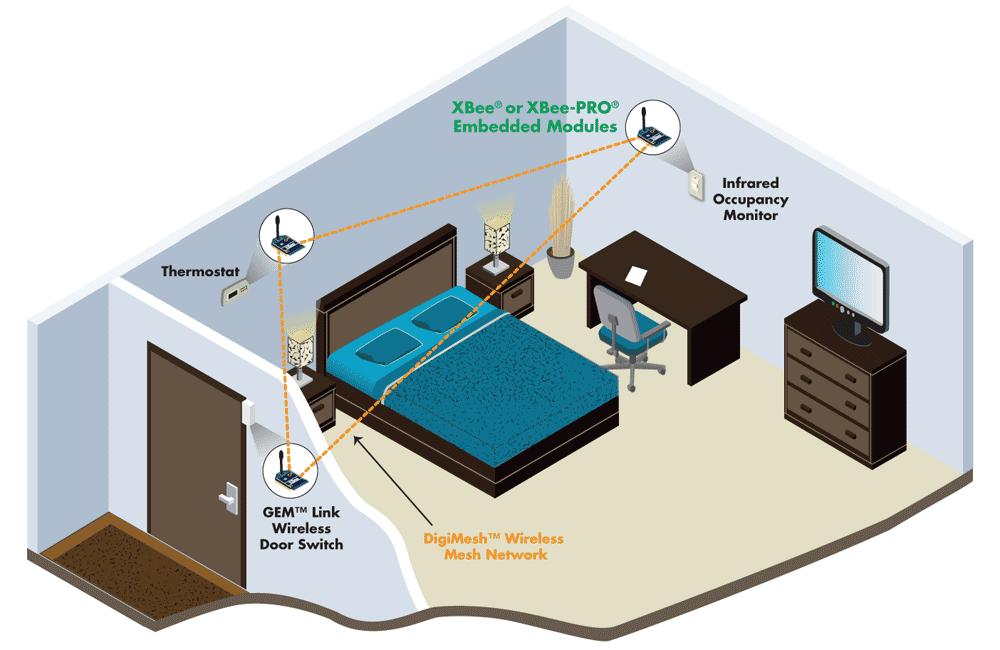 XBee® or XBee-PRO®
Embedded Modules
Infrared
Occupancy
Monitor
Thermostat
GEM™ Link
Wireless
Door Switch
DigiMesh™ Wireless
Mesh Network